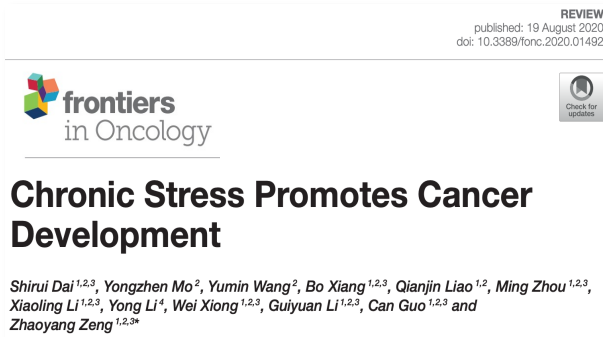 REVIEW
published: 19 August 2020
doi: 10.3389/fonc.2020.01492
frontiers
in Oncology
Check for
updates
Chronic Stress Promotes Cancer
Development
Shirui Dai 1,2,3, Yongzhen Mo 2, Yumin Wang 2, Bo Xiang 1,2,3, Qianjin Liao 1,2, Ming Zhou 1,2,3,
Xiaoling Li 1,2,3, Yong Li 4, Wei Xiong 1,2,3, Guiyuan Li 1,2,3, Can Guo 1,2,3 and
Zhaoyang Zeng 1,2,3*